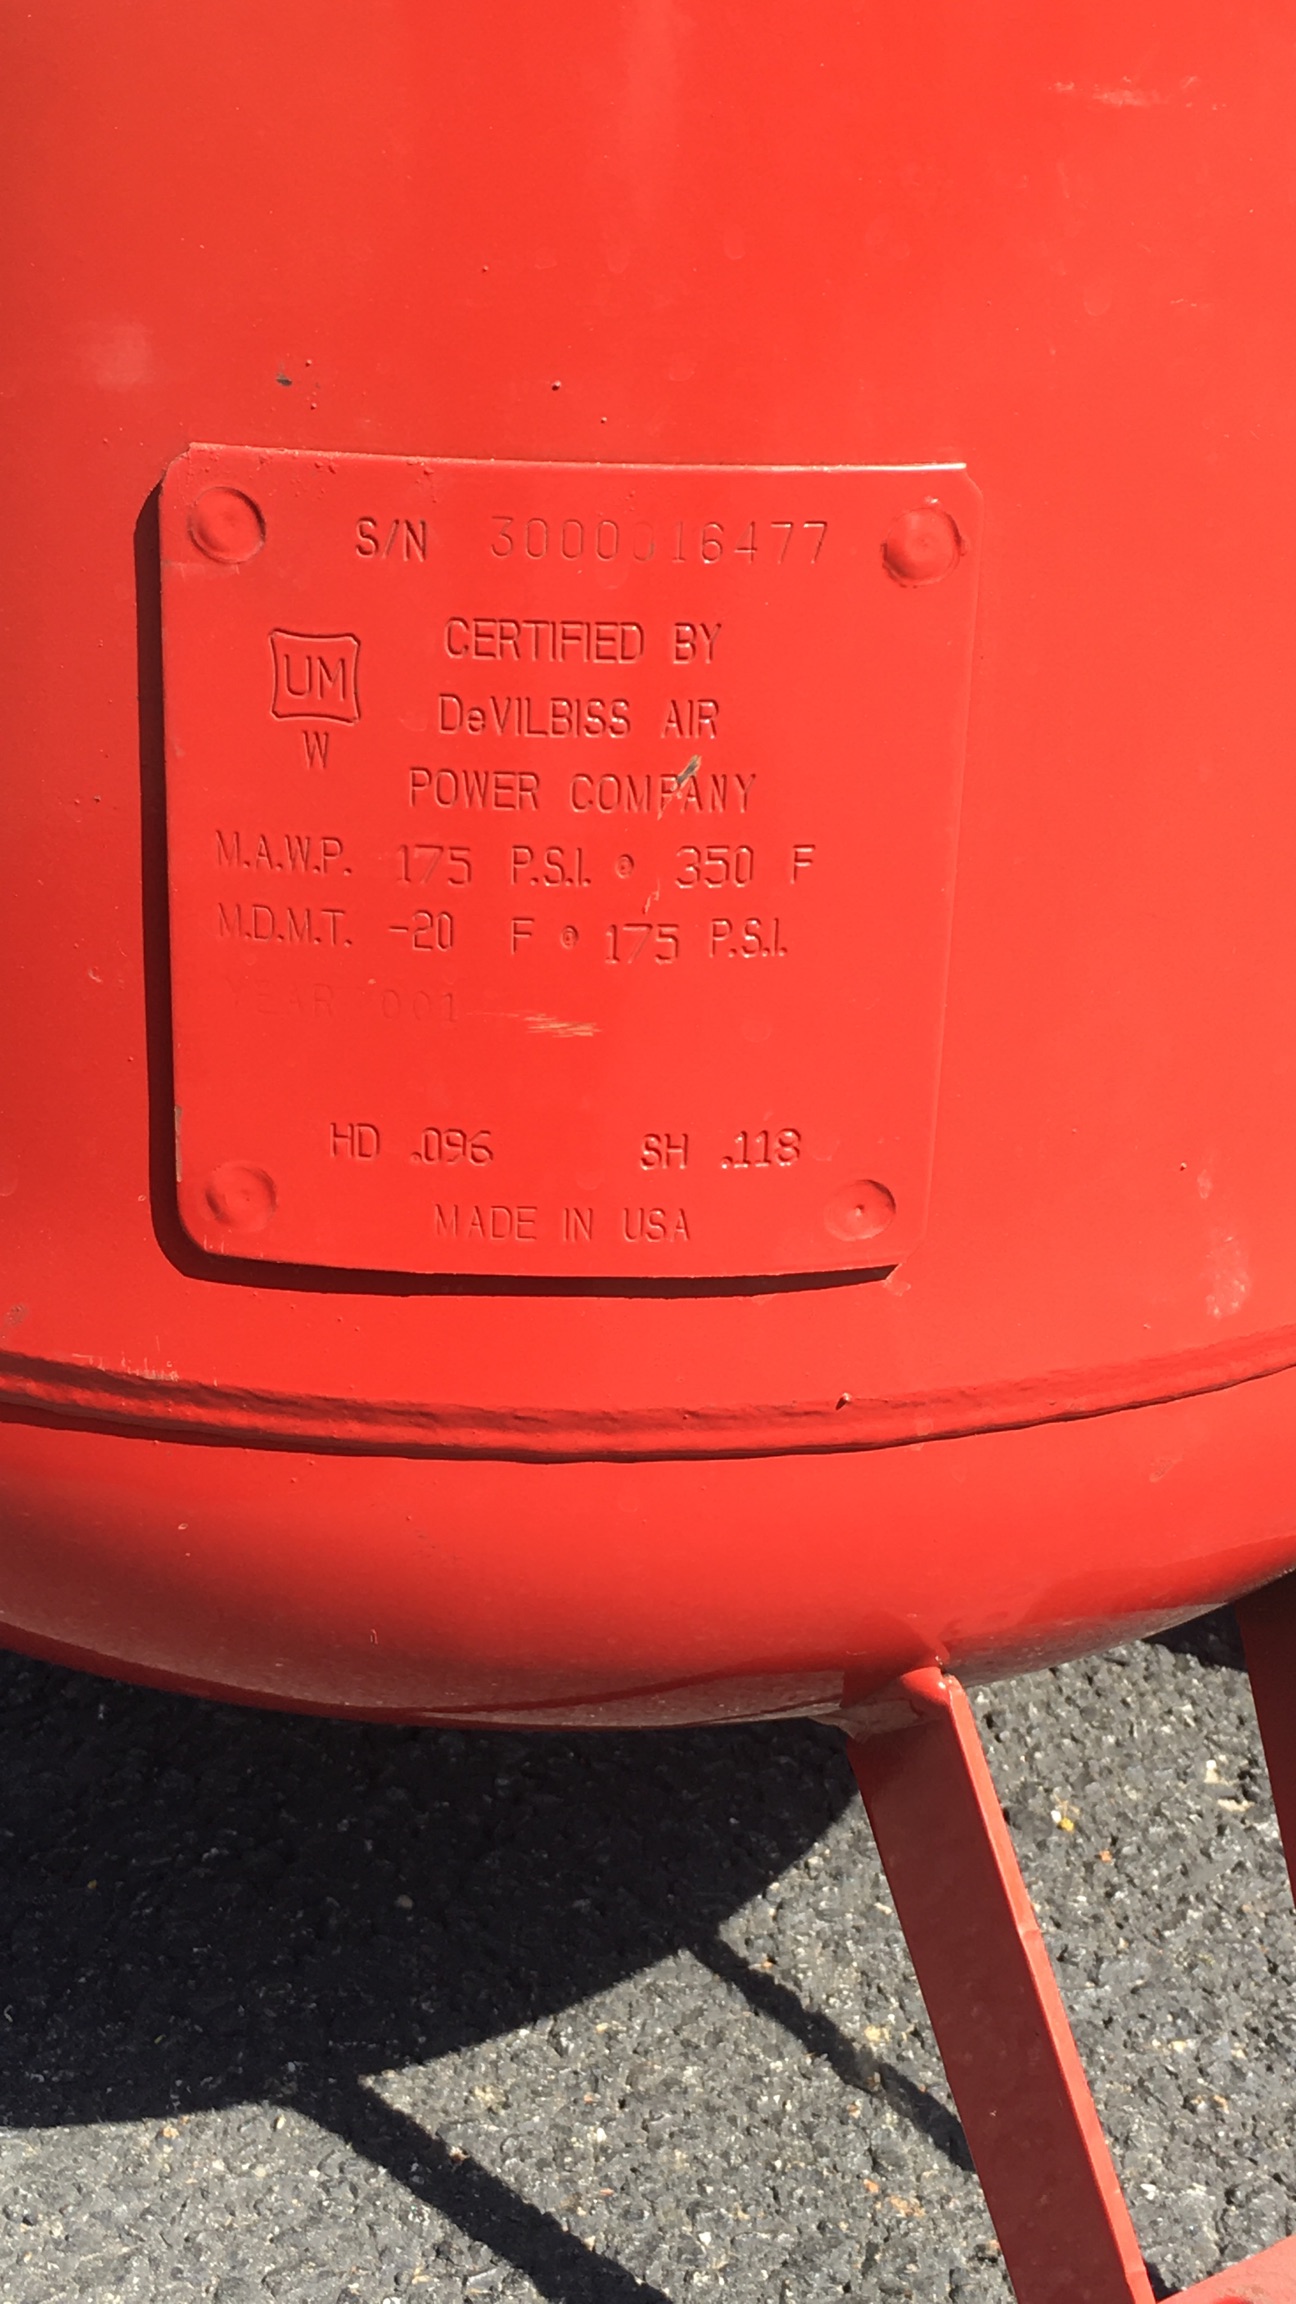 S/N 3000016477
UM
W
CERTIFIED BY
DeVILBISS AIR
POWER COMPANY
M.A.W.P. 175 P.S.I. @ 350 F
M.D.M.T. -20 F @ 175 P.S.I.
YEAR
HD .096 SH .118
MADE IN USA